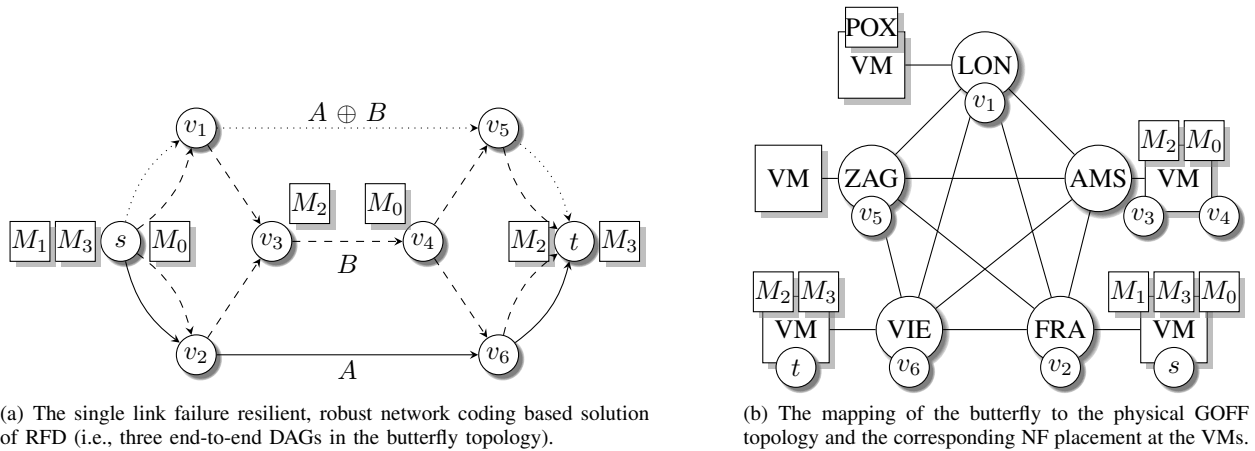 A ⊕ B
v1
v5
M1 M3 s M0
M2
v3
B
M0
v4
M2 t M3
v2
A
v6
(a) The single link failure resilient, robust network coding based solution
of RFD (i.e., three end-to-end DAGs in the butterfly topology).
POX
VM
LON
v1
VM
ZAG
v5
AMS
M2 M0
VM
v3 v4
M2 M3
VM
t
VIE
v6
FRA
v2
M1 M3 M0
VM
s
(b) The mapping of the butterfly to the physical GOFF
topology and the corresponding NF placement at the VMs.